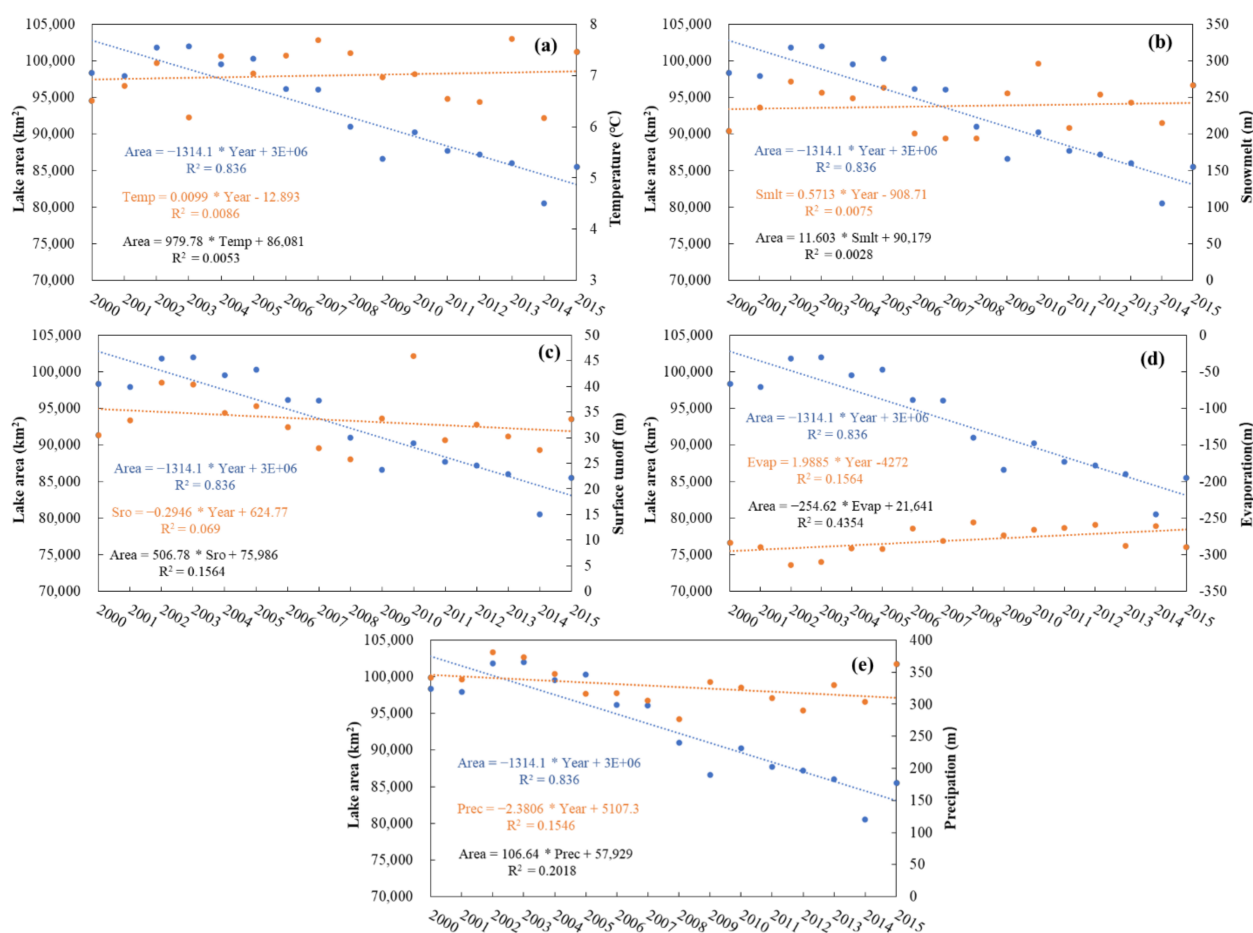 105,000
100,000
95,000
90,000
85,000
80,000
75,000
70,000
Lake area (km²)
(a)
Area = −1314.1 * Year + 3E+06
R² = 0.836
Temp = 0.0099 * Year - 12.893
R² = 0.0086
Area = 979.78 * Temp + 86,081
R² = 0.0053
8
7
6
5
4
3
Temperature (℃)
2000 2001 2002 2003 2004 2005 2006 2007 2008 2009 2010 2011 2012 2013 2014 2015
105,000
100,000
95,000
90,000
85,000
80,000
75,000
70,000
Lake area (km²)
(b)
Area = −1314.1 * Year + 3E+06
R² = 0.836
Smlt = 0.5713 * Year - 908.71
R² = 0.0075
Area = 11.603 * Smlt + 90,179
R² = 0.0028
350
300
250
200
150
100
50
0
Snowmelt (m)
2000 2001 2002 2003 2004 2005 2006 2007 2008 2009 2010 2011 2012 2013 2014 2015
105,000
100,000
95,000
90,000
85,000
80,000
75,000
70,000
Lake area (km²)
(c)
Area = −1314.1 * Year + 3E+06
R² = 0.836
Sro = −0.2946 * Year + 624.77
R² = 0.069
Area = 506.78 * Sro + 75,986
R² = 0.1564
50
45
40
35
30
25
20
15
10
5
0
Surface tunoff (m)
2000 2001 2002 2003 2004 2005 2006 2007 2008 2009 2010 2011 2012 2013 2014 2015
105,000
100,000
95,000
90,000
85,000
80,000
75,000
70,000
Lake area (km²)
(d)
Area = −1314.1 * Year + 3E+06
R² = 0.836
Evap = 1.9885 * Year -4272
R² = 0.1564
Area = −254.62 * Evap + 21,641
R² = 0.4354
0
-50
-100
-150
-200
-250
-300
-350
Evaporation(m)
2000 2001 2002 2003 2004 2005 2006 2007 2008 2009 2010 2011 2012 2013 2014 2015
105,000
100,000
95,000
90,000
85,000
80,000
75,000
70,000
Lake area (km²)
(e)
Area = −1314.1 * Year + 3E+06
R² = 0.836
Prec = −2.3806 * Year + 5107.3
R² = 0.1546
Area = 106.64 * Prec + 57,929
R² = 0.2018
400
350
300
250
200
150
100
50
0
Precipation (m)
2000 2001 2002 2003 2004 2005 2006 2007 2008 2009 2010 2011 2012 2013 2014 2015